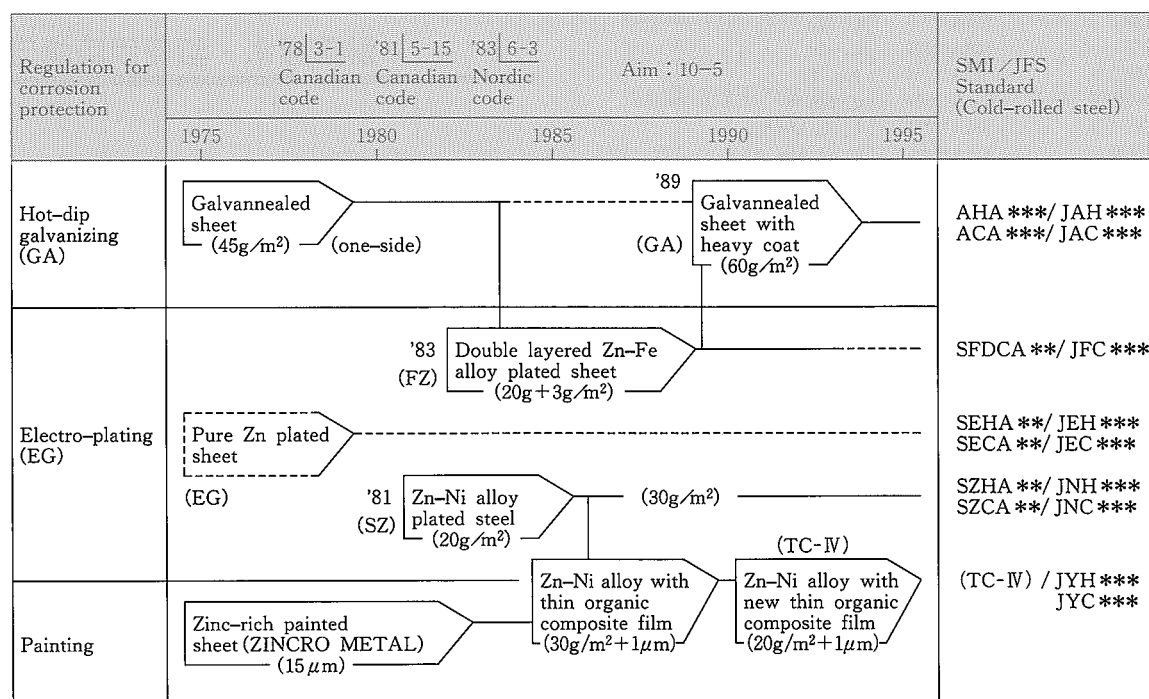 Regulation for
corrosion
protection
'78 3-1
Canadian
code
'81 5-15
Canadian
code
'83 6-3
Nordic
code
Aim : 10-5
SMI/JFS
Standard
(Cold-rolled steel)
1975 1980 1985 1990 1995
Hot-dip
galvanizing
(GA)
Galvannealed
sheet
(45g/m²)
(one-side)
'89
(GA)
Galvannealed
sheet with
heavy coat
(60g/m²)
AHA ***/ JAH ***
ACA ***/ JAC ***
Electro-plating
(EG)
'83
(FZ)
Double layered Zn-Fe
alloy plated sheet
(20g+3g/m²)
SFDCA **/ JFC ***
Pure Zn plated
sheet
(EG)
SEHA **/ JEH ***
SECA **/ JEC ***
'81
(SZ)
Zn-Ni alloy
plated steel
(20g/m²)
(30g/m²)
SZHA **/ JNH ***
SZCA **/ JNC ***
Painting
Zinc-rich painted
sheet (ZINCRO METAL)
(15μm)
Zn-Ni alloy with
thin organic
composite film
(30g/m²+1μm)
(TC-Ⅳ)
Zn-Ni alloy with
new thin organic
composite film
(20g/m²+1μm)
(TC-Ⅳ) / JYH ***
JYC ***